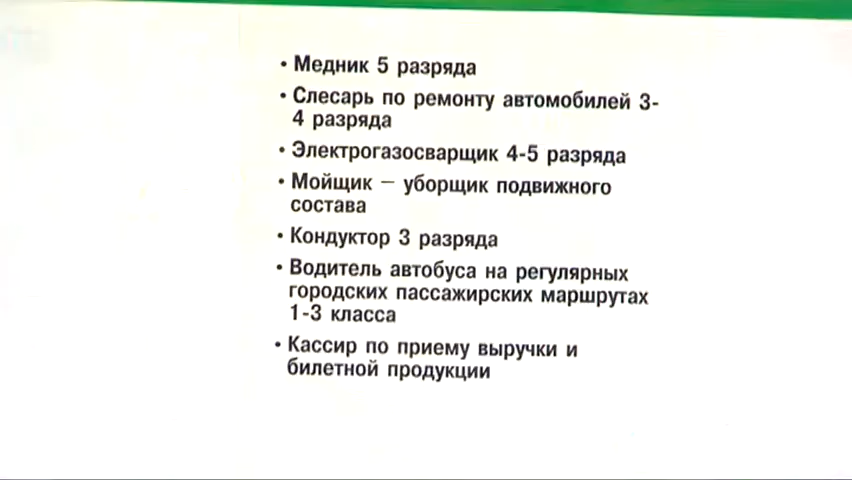 • Медник 5 разряда
• Слесарь по ремонту автомобилей 3-
4 разряда
• Электрогазосварщик 4-5 разряда
• Мойщик – уборщик подвижного
состава
• Кондуктор 3 разряда
• Водитель автобуса на регулярных
городских пассажирских маршрутах
1-3 класса
• Кассир по приему выручки и
билетной продукции